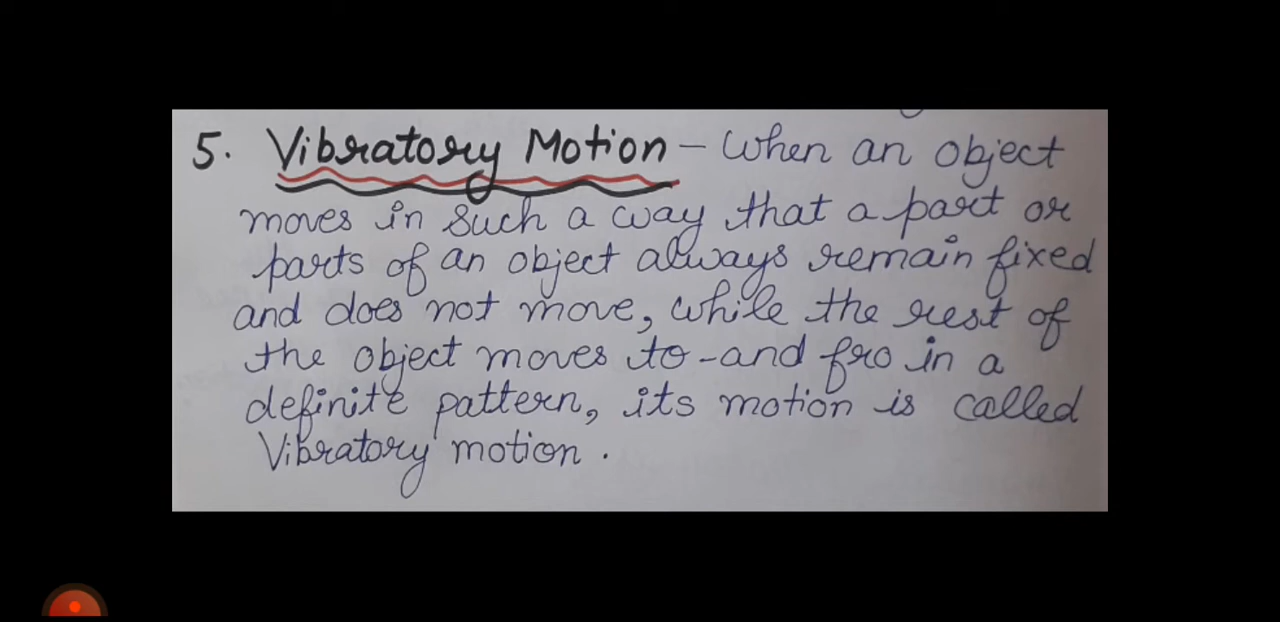 5. Vibratory Motion - When an object
moves in such a way that a part or
parts of an object always remain fixed
and does not move, while the rest of
the object moves to-and fro in a
definite pattern, its motion is called
Vibratory motion.